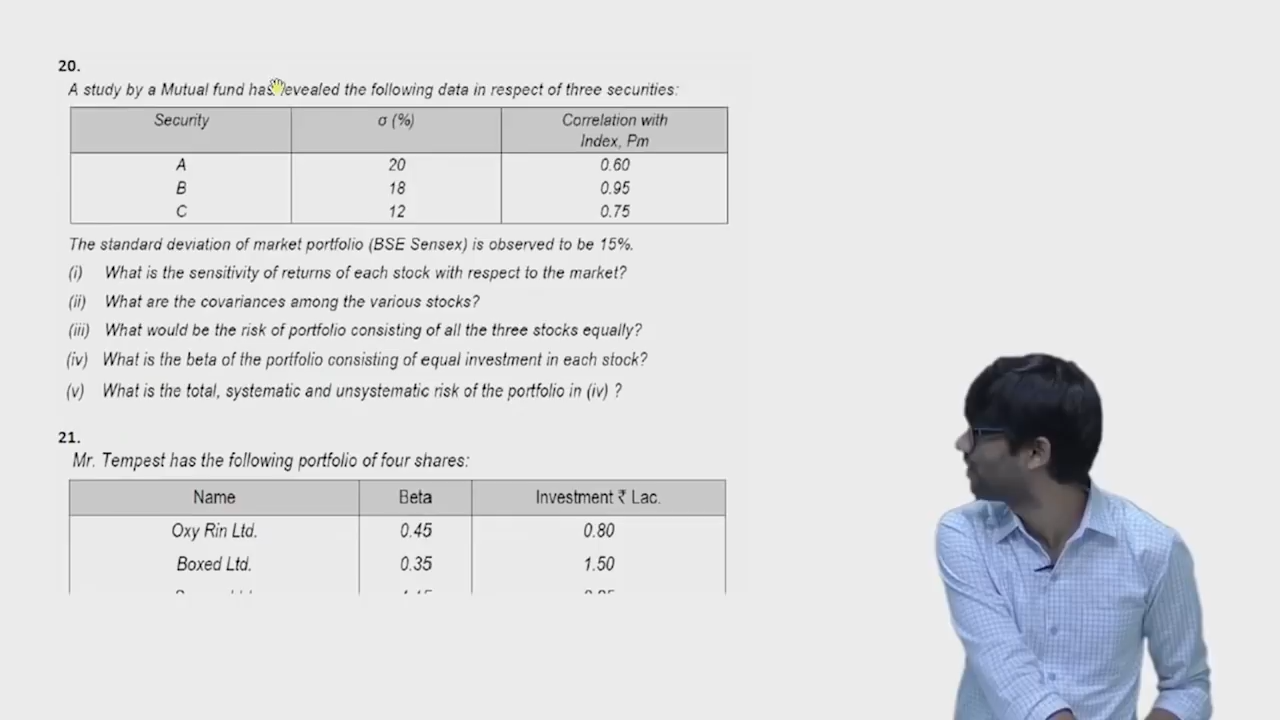 20.
A study by a Mutual fund has revealed the following data in respect of three securities:
Security σ (%) Correlation with
Index, Pm
A 20 0.60
B 18 0.95
C 12 0.75
The standard deviation of market portfolio (BSE Sensex) is observed to be 15%.
(i) What is the sensitivity of returns of each stock with respect to the market?
(ii) What are the covariances among the various stocks?
(iii) What would be the risk of portfolio consisting of all the three stocks equally?
(iv) What is the beta of the portfolio consisting of equal investment in each stock?
(v) What is the total, systematic and unsystematic risk of the portfolio in (iv) ?
21.
Mr. Tempest has the following portfolio of four shares:
Name Beta Investment ₹ Lac.
Oxy Rin Ltd. 0.45 0.80
Boxed Ltd. 0.35 1.50